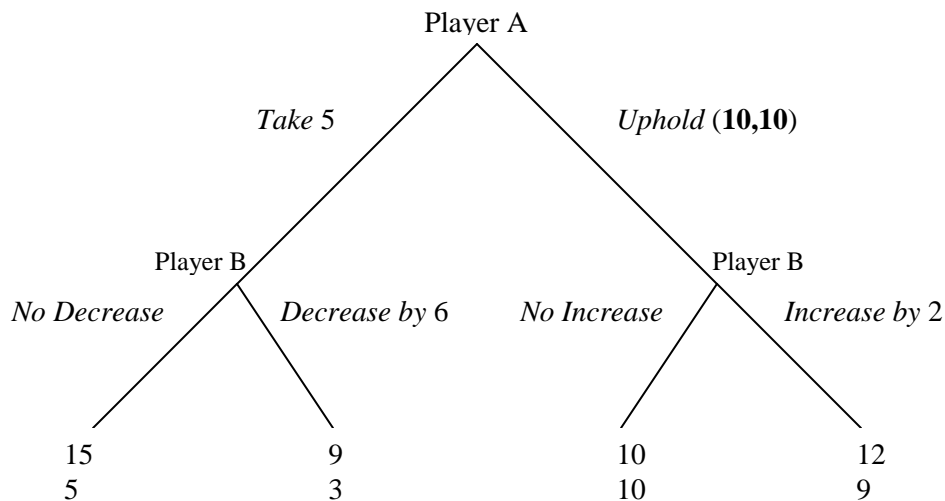 Player A
Take 5 Uphold (10,10)
Player B Player B
No Decrease Decrease by 6 No Increase Increase by 2
15 9 10 12
5 3 10 9